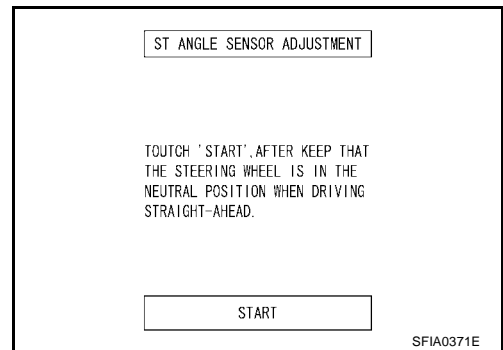 ST ANGLE SENSOR ADJUSTMENT
TOUTCH 'START',AFTER KEEP THAT
THE STEERING WHEEL IS IN THE
NEUTRAL POSITION WHEN DRIVING
STRAIGHT-AHEAD.
START
SFIA0371E